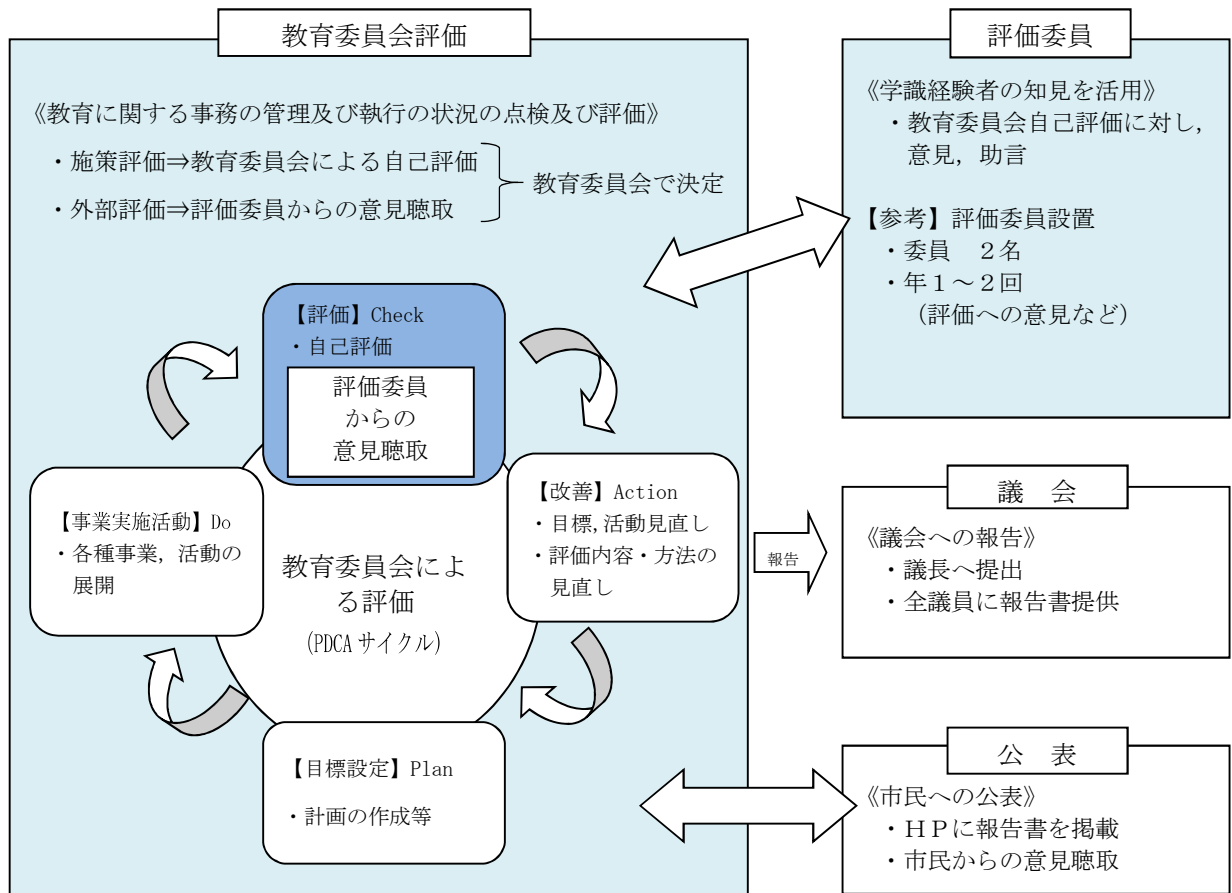 教育委員会評価
《教育に関する事務の管理及び執行の状況の点検及び評価》
・施策評価⇒教育委員会による自己評価
・外部評価⇒評価委員からの意見聴取
教育委員会で決定
【評価】Check
・自己評価
評価委員
からの
意見聴取
【事業実施活動】Do
・各種事業，活動の
展開
教育委員会によ
る評価
(PDCAサイクル)
【改善】Action
・目標，活動見直し
・評価内容・方法の
見直し
【目標設定】Plan
・計画の作成等
評価委員
《学識経験者の知見を活用》
・教育委員会自己評価に対し，
意見，助言
【参考】評価委員設置
・委員　２名
・年１～２回
（評価への意見など）
報告
議　会
《議会への報告》
・議長へ提出
・全議員に報告書提供
公　表
《市民への公表》
・ＨＰに報告書を掲載
・市民からの意見聴取